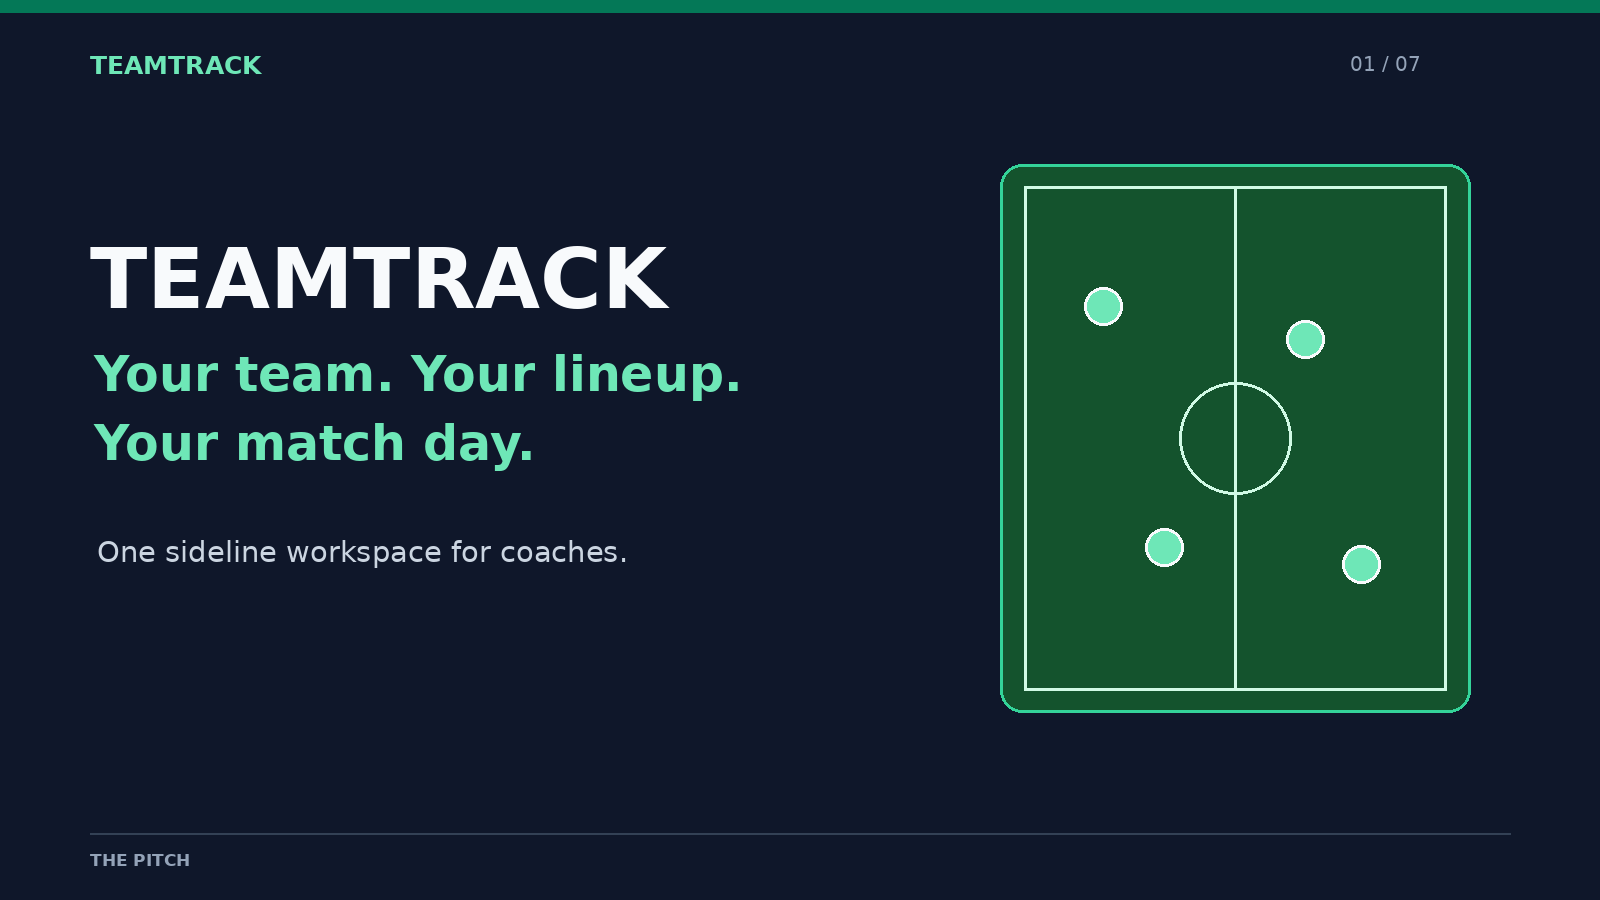 TEAMTRACK
01 / 07
TEAMTRACK
Your team. Your lineup.
Your match day.
One sideline workspace for coaches.
THE PITCH